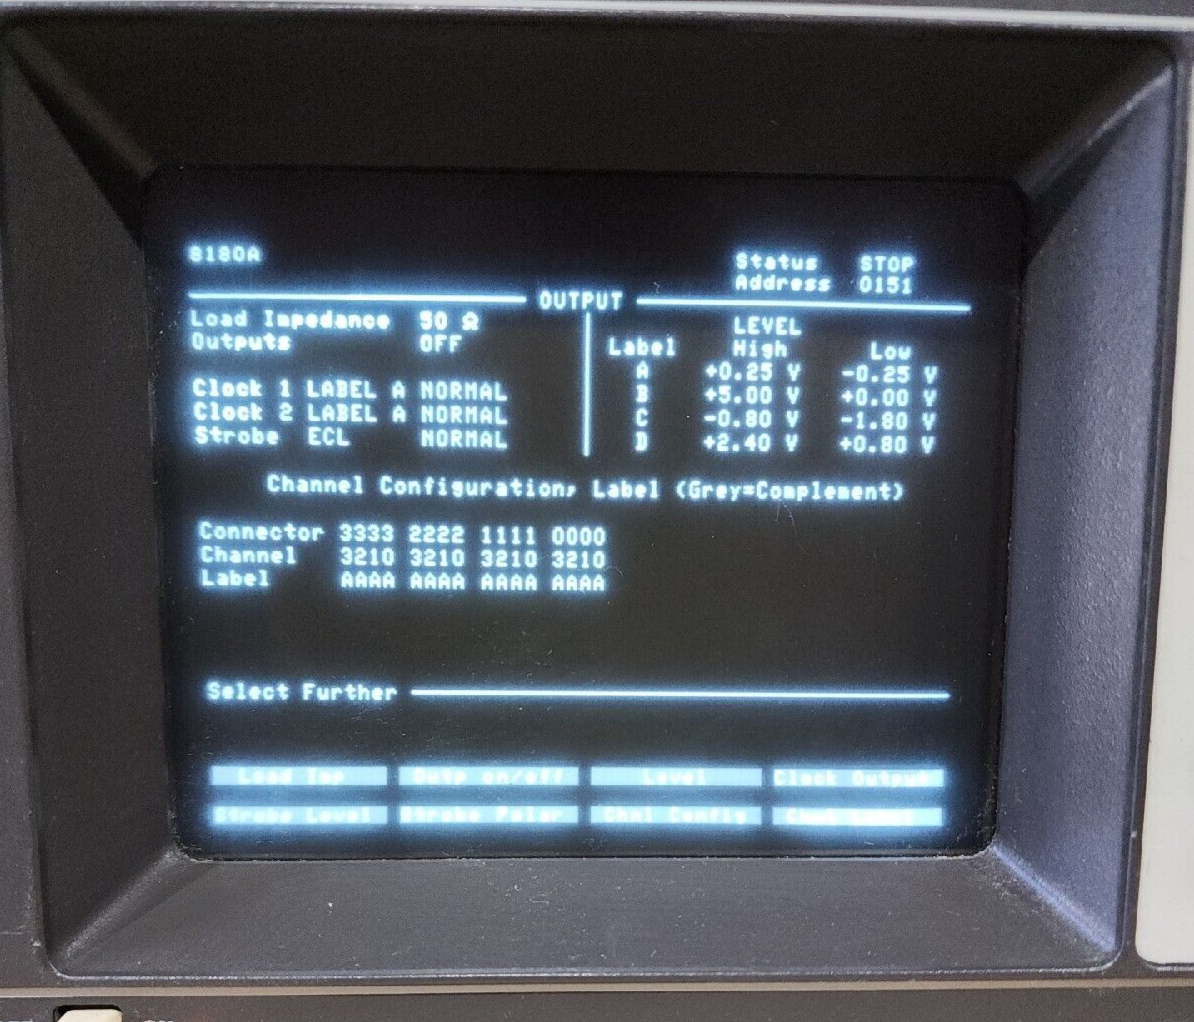 8180A
Status STOP
Address 0151
OUTPUT
Load Impedance 50 Ω
Outputs OFF
Clock 1 LABEL A NORMAL
Clock 2 LABEL A NORMAL
Strobe ECL NORMAL
LEVEL
Label High Low
A +0.25 V -0.25 V
B +5.00 V +0.00 V
C -0.80 V -1.80 V
D +2.40 V +0.80 V
Channel Configuration, Label (Grey=Complement)
Connector 3333 2222 1111 0000
Channel 3210 3210 3210 3210
Label AAAA AAAA AAAA AAAA
Select Further
Load Imp Outp on/off Level Clock Output
Strobe Level Strobe Polar Chnl Config